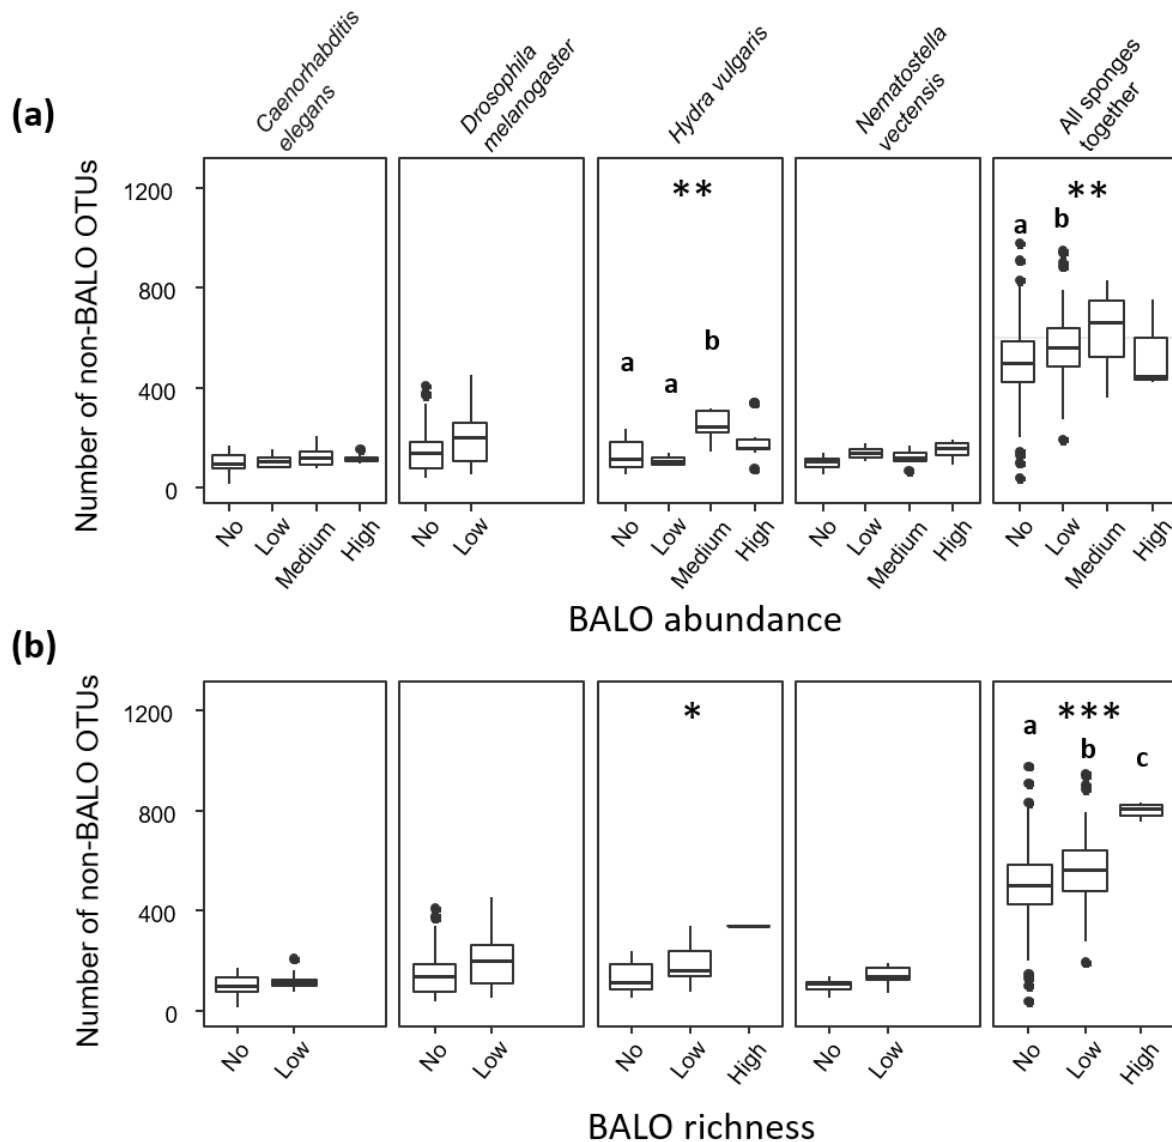 (a)
Caenorhabditis
elegans
Drosophila
melanogaster
Hydra vulgaris
Nematostella
vectensis
All sponges
together
Number of non-BALO OTUs
1200
800
400
0
**
a
a
b
**
a
b
No
Low
Medium
High
No
Low
No
Low
Medium
High
No
Low
Medium
High
No
Low
Medium
High
BALO abundance
(b)
Number of non-BALO OTUs
1200
800
400
0
*
***
a
b
c
No
Low
No
Low
No
Low
High
No
Low
No
Low
High
BALO richness